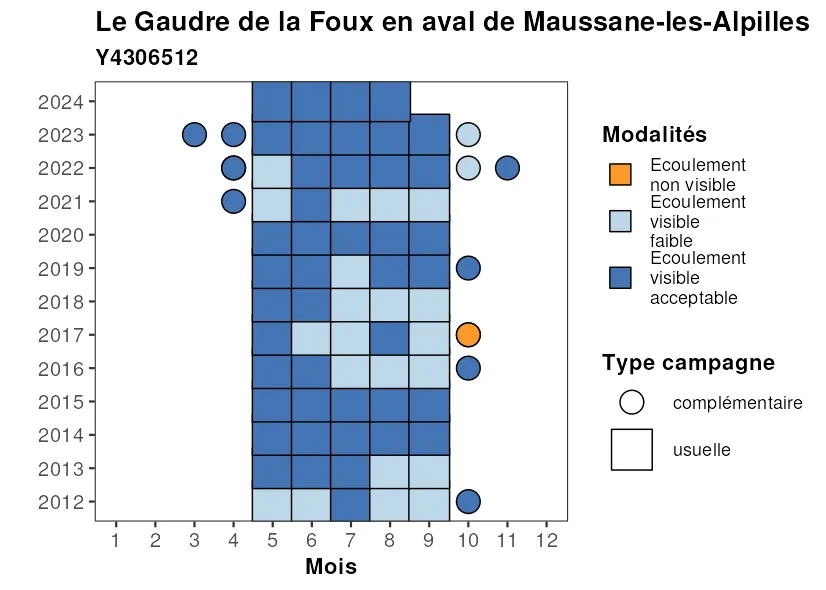 Le Gaudre de la Foux en aval de Maussane-les-Alpilles
Y4306512
2024
2023
2022
2021
2020
2019
2018
2017
2016
2015
2014
2013
2012
1 2 3 4 5 6 7 8 9 10 11 12
Mois
Modalités
Ecoulement
non visible
Ecoulement
visible
faible
Ecoulement
visible
acceptable
Type campagne
complémentaire
usuelle